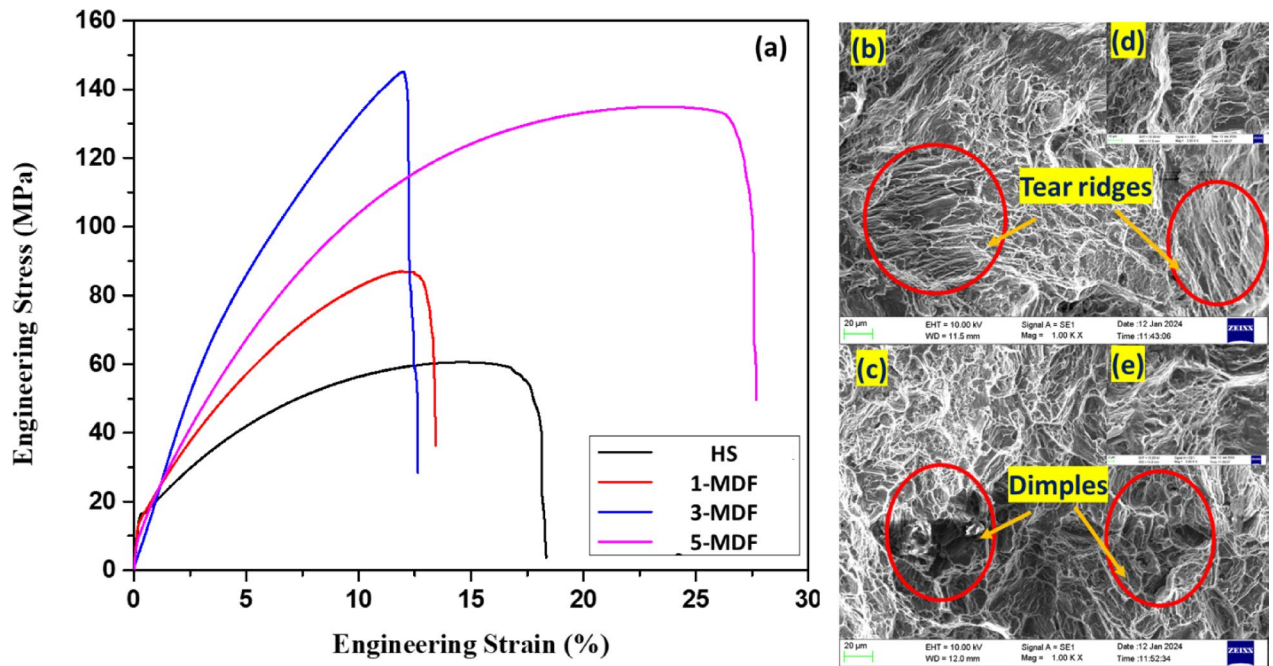 160
140
120
100
80
60
40
20
0
Engineering Stress (MPa)
(a)
HS
1-MDF
3-MDF
5-MDF
0 5 10 15 20 25 30
Engineering Strain (%)
(b)
(d)
Tear ridges
20 µm
EHT = 10.00 kV Signal A = SE1 Date :12 Jan 2024
WD = 11.5 mm Mag = 1.00 K X Time :11:43:06
ZEISS
(c)
(e)
Dimples
20 µm
EHT = 10.00 kV Signal A = SE1 Date :12 Jan 2024
WD = 12.0 mm Mag = 1.00 K X Time :11:52:34
ZEISS